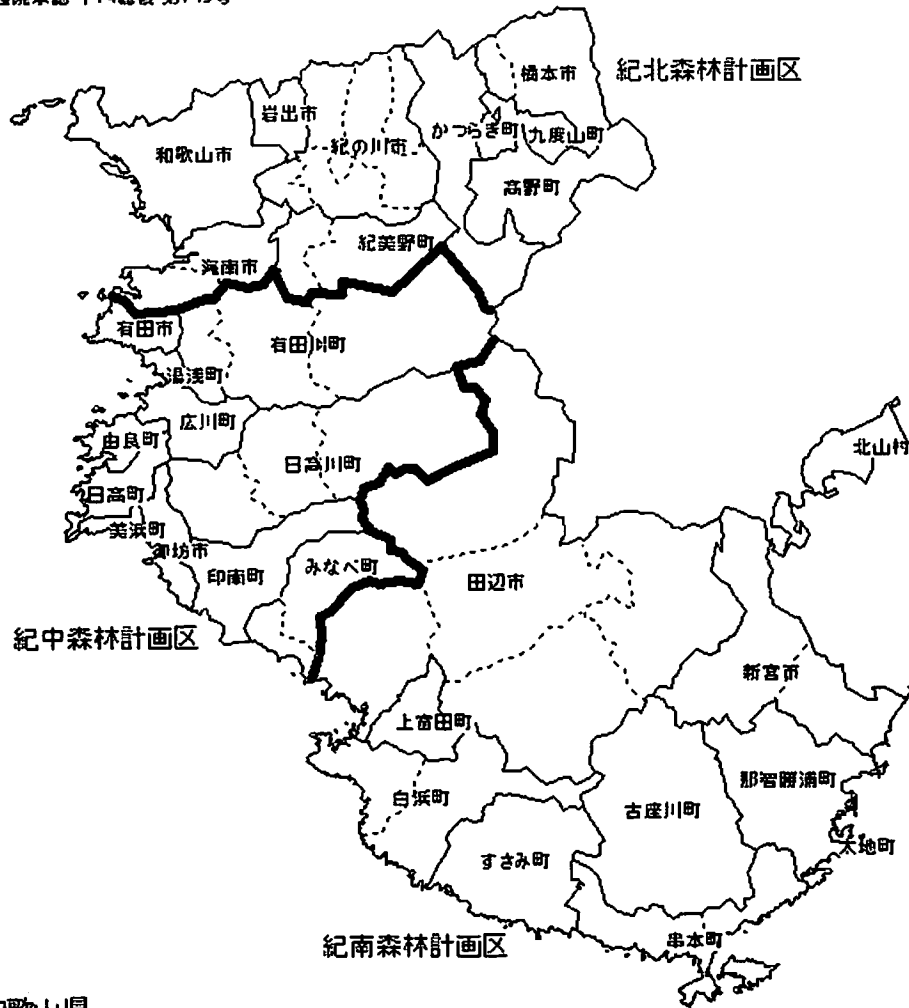 紀北森林計画区
橋本市
岩出市
かつらぎ町
九度山町
和歌山市
紀の川市
高野町
紀美野町
海南市
有田市
有田川町
湯浅町
広川町
由良町
北山村
日高川町
日高町
美浜町
御坊市
みなべ町
印南町
田辺市
紀中森林計画区
新宮市
上富田町
那智勝浦町
白浜町
古座川町
太地町
すさみ町
串本町
紀南森林計画区